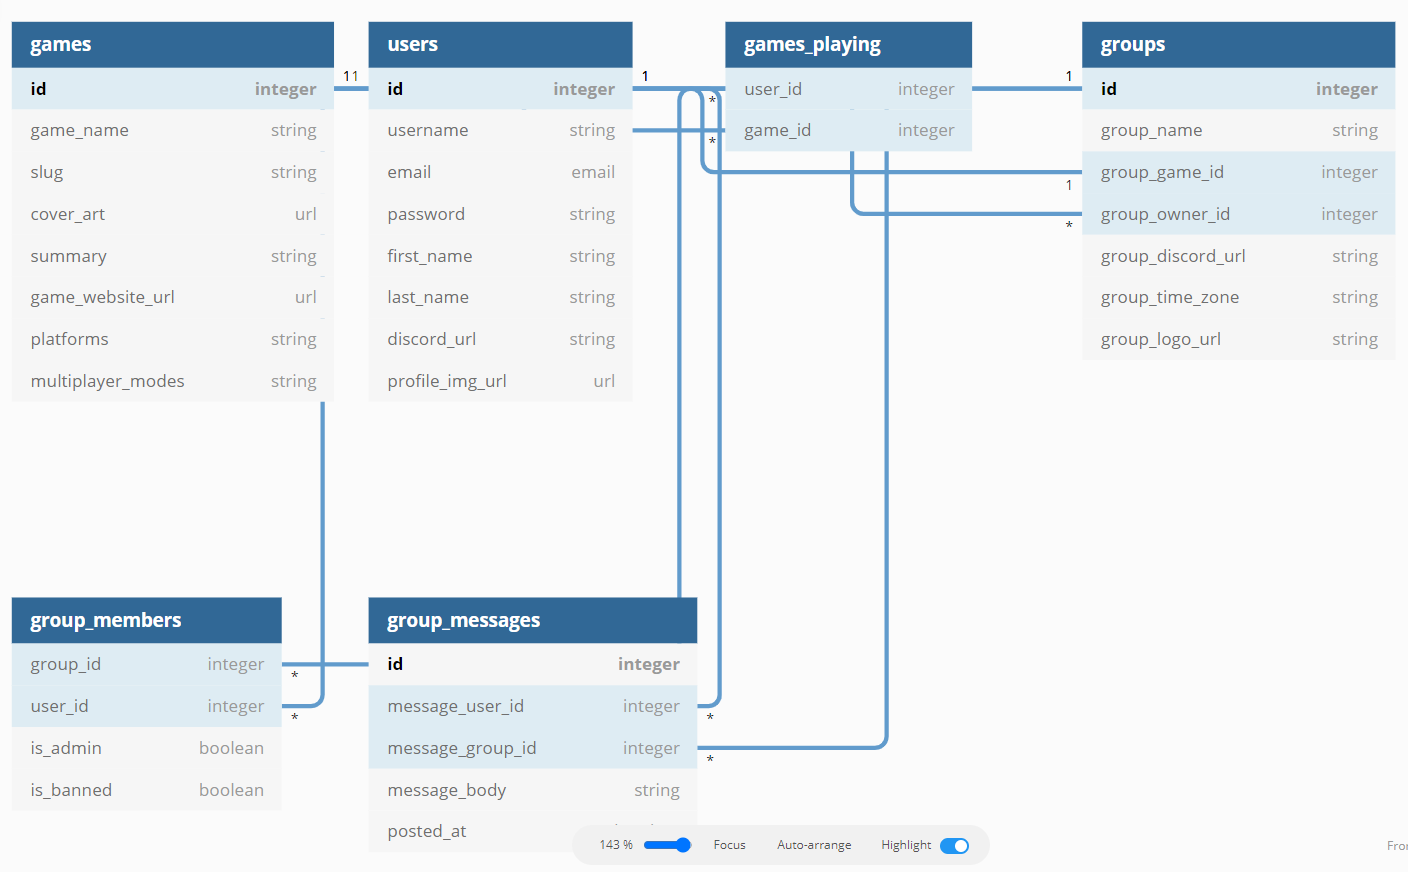 games
id integer
game_name string
slug string
cover_art url
summary string
game_website_url url
platforms string
multiplayer_modes string
1 1
users
id integer
username string
email email
password string
first_name string
last_name string
discord_url string
profile_img_url url
1
*
*
games_playing
user_id integer
game_id integer
1
1
*
groups
id integer
group_name string
group_game_id integer
group_owner_id integer
group_discord_url string
group_time_zone string
group_logo_url string
group_members
group_id integer
user_id integer
is_admin boolean
is_banned boolean
*
*
group_messages
id integer
message_user_id integer
message_group_id integer
message_body string
posted_at
*
*
143 % Focus Auto-arrange Highlight